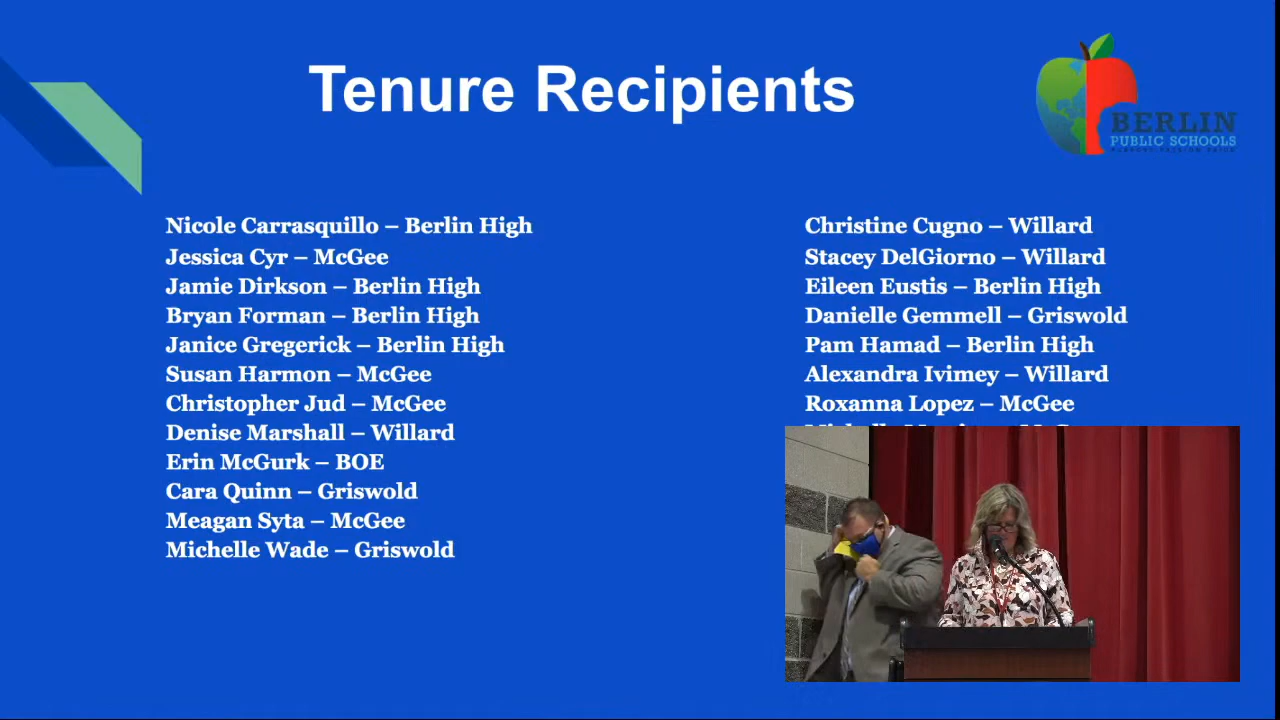 Tenure Recipients
BERLIN
PUBLIC SCHOOLS
Nicole Carrasquillo – Berlin High
Jessica Cyr – McGee
Jamie Dirkson – Berlin High
Bryan Forman – Berlin High
Janice Gregerick – Berlin High
Susan Harmon – McGee
Christopher Jud – McGee
Denise Marshall – Willard
Erin McGurk – BOE
Cara Quinn – Griswold
Meagan Syta – McGee
Michelle Wade – Griswold
Christine Cugno – Willard
Stacey DelGiorno – Willard
Eileen Eustis – Berlin High
Danielle Gemmell – Griswold
Pam Hamad – Berlin High
Alexandra Ivimey – Willard
Roxanna Lopez – McGee